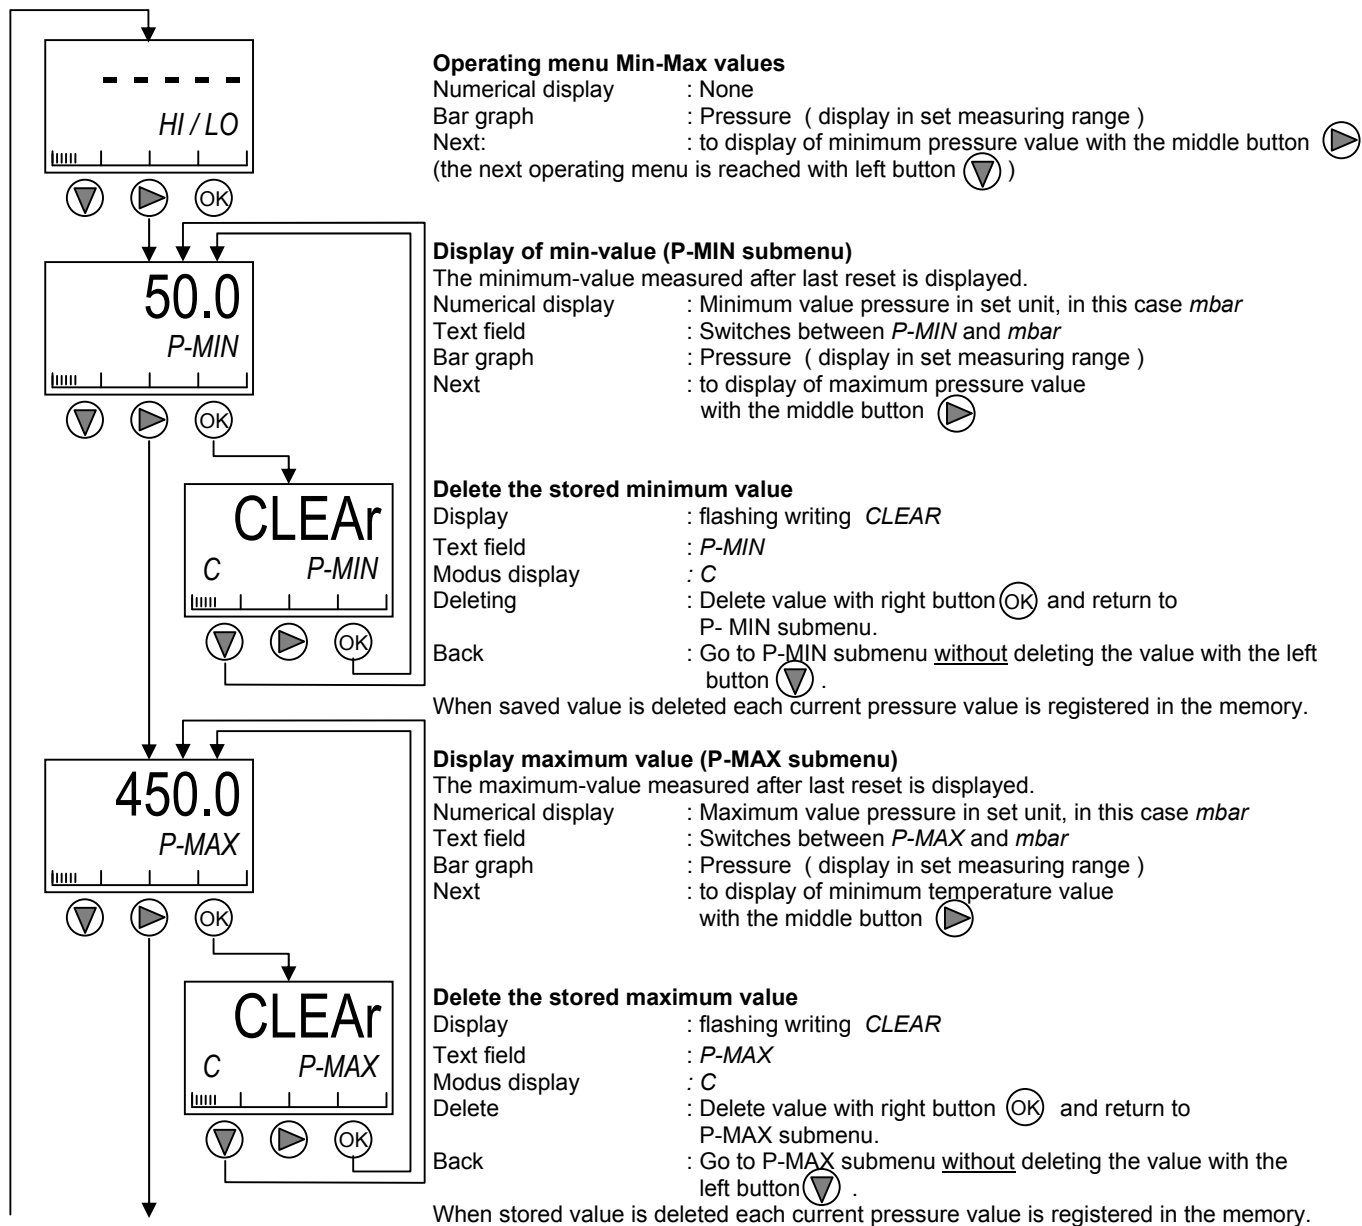 - - - - -
HI / LO
OK
Operating menu Min-Max values
Numerical display : None
Bar graph : Pressure ( display in set measuring range )
Next: : to display of minimum pressure value with the middle button
(the next operating menu is reached with left button )
50.0
P-MIN
OK
Display of min-value (P-MIN submenu)
The minimum-value measured after last reset is displayed.
Numerical display : Minimum value pressure in set unit, in this case mbar
Text field : Switches between P-MIN and mbar
Bar graph : Pressure ( display in set measuring range )
Next : to display of maximum pressure value
with the middle button
CLEAr
C P-MIN
OK
Delete the stored minimum value
Display : flashing writing CLEAR
Text field : P-MIN
Modus display : C
Deleting : Delete value with right button OK and return to
P- MIN submenu.
Back : Go to P-MIN submenu without deleting the value with the left
button .
When saved value is deleted each current pressure value is registered in the memory.
450.0
P-MAX
OK
Display maximum value (P-MAX submenu)
The maximum-value measured after last reset is displayed.
Numerical display : Maximum value pressure in set unit, in this case mbar
Text field : Switches between P-MAX and mbar
Bar graph : Pressure ( display in set measuring range )
Next : to display of minimum temperature value
with the middle button
CLEAr
C P-MAX
OK
Delete the stored maximum value
Display : flashing writing CLEAR
Text field : P-MAX
Modus display : C
Delete : Delete value with right button OK and return to
P-MAX submenu.
Back : Go to P-MAX submenu without deleting the value with the
left button .
When stored value is deleted each current pressure value is registered in the memory.